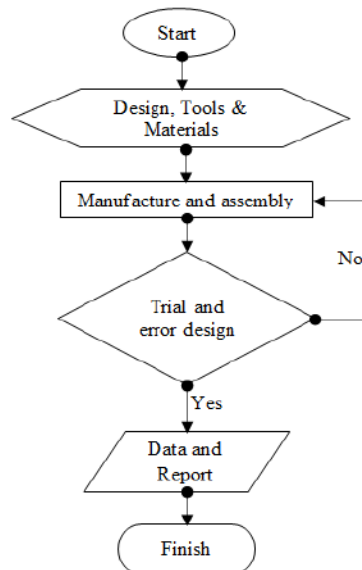 Start
Design, Tools &
Materials
Manufacture and assembly
No
Trial and
error design
Yes
Data and
Report
Finish